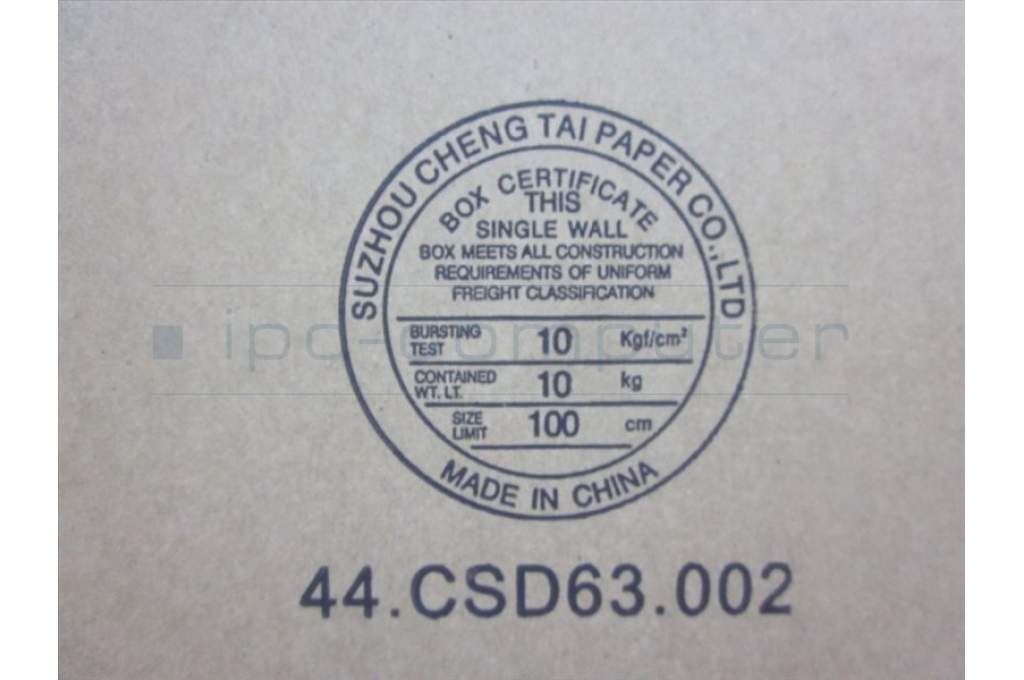 SUZHOU CHENG TAI PAPER CO.,LTD
BOX CERTIFICATE
THIS
SINGLE WALL
BOX MEETS ALL CONSTRUCTION
REQUIREMENTS OF UNIFORM
FREIGHT CLASSIFICATION
BURSTING TEST 10 Kgf/cm²
CONTAINED WT. LT. 10 kg
SIZE LIMIT 100 cm
MADE IN CHINA
44.CSD63.002
ipc-computer